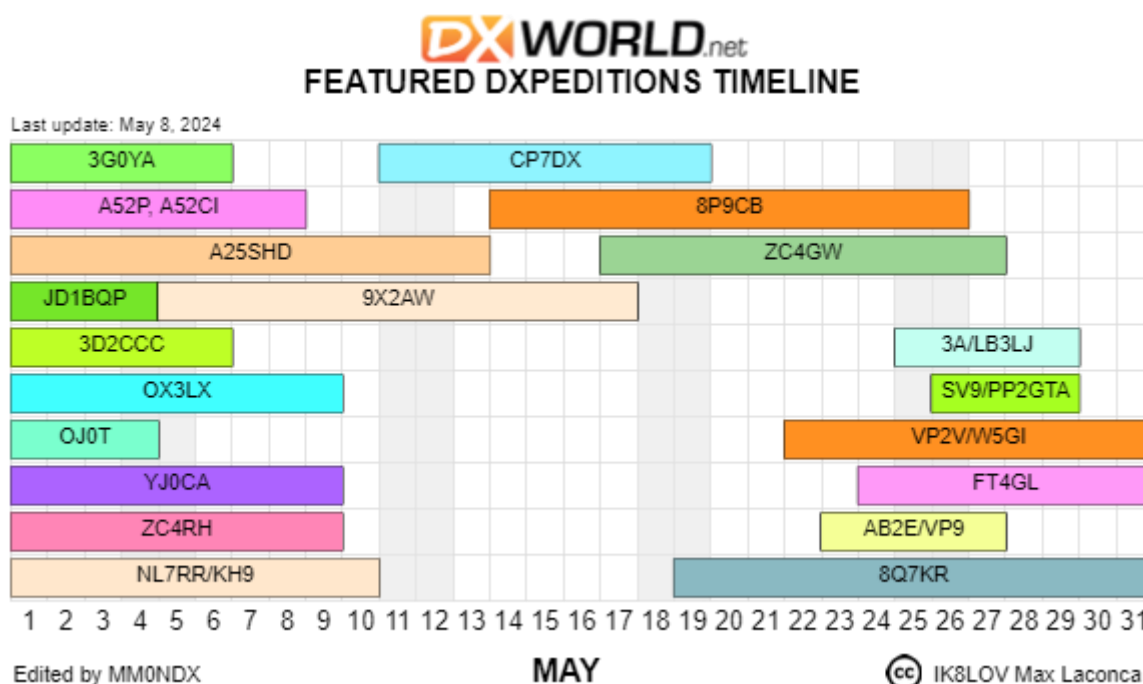 DX WORLD.net
FEATURED DXPEDITIONS TIMELINE
Last update: May 8, 2024
3G0YA CP7DX
A52P, A52CI 8P9CB
A25SHD ZC4GW
JD1BQP 9X2AW
3D2CCC 3A/LB3LJ
OX3LX SV9/PP2GTA
OJ0T VP2V/W5GI
YJ0CA FT4GL
ZC4RH AB2E/VP9
NL7RR/KH9 8Q7KR
1 2 3 4 5 6 7 8 9 10 11 12 13 14 15 16 17 18 19 20 21 22 23 24 25 26 27 28 29 30 31
Edited by MM0NDX MAY cc IK8LOV Max Laconca